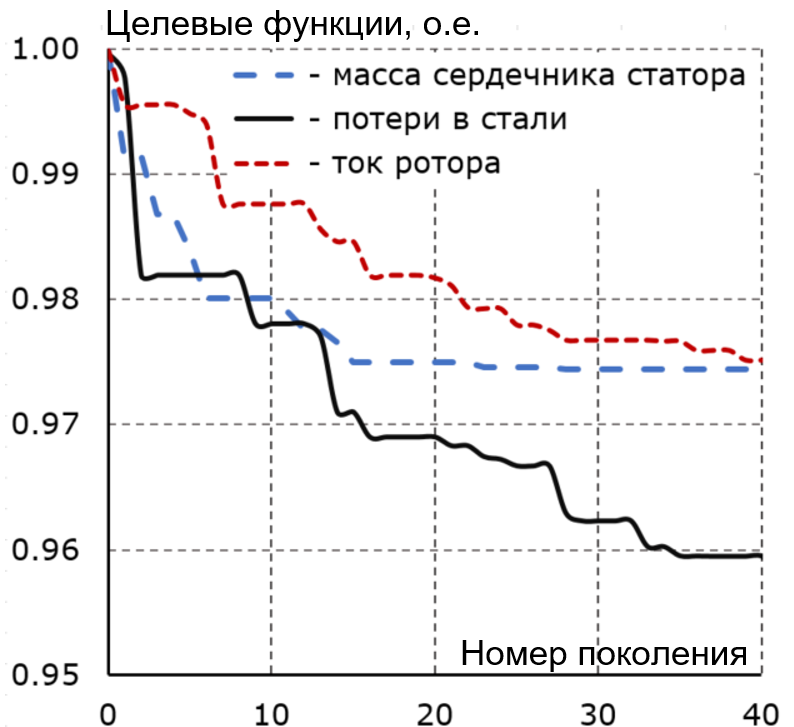 Целевые функции, о.е.
1.00
- масса сердечника статора
- потери в стали
- ток ротора
0.99
0.98
0.97
0.96
Номер поколения
0.95
0 10 20 30 40